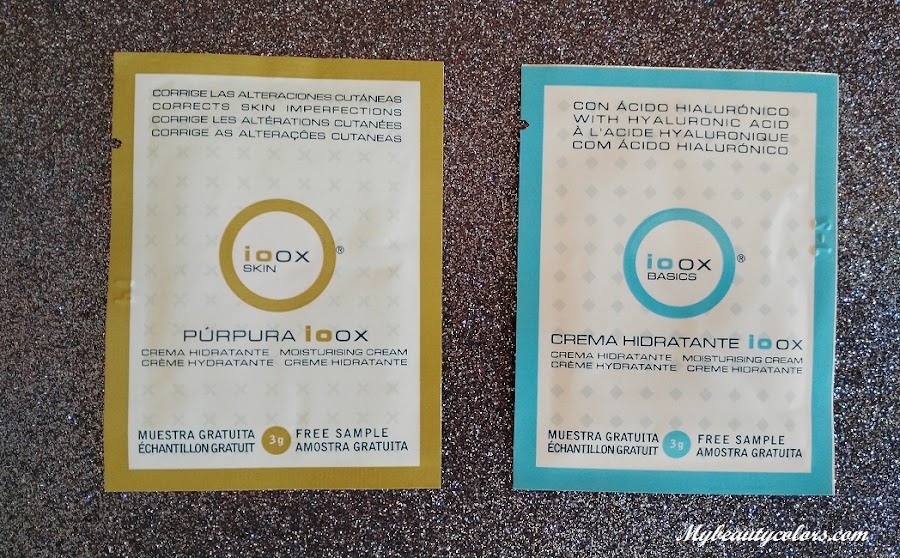 CORRIGE LAS ALTERACIONES CUTÁNEAS
CORRECTS SKIN IMPERFECTIONS
CORRIGE LES ALTÉRATIONS CUTANÉES
CORRIGE AS ALTERAÇÕES CUTANEAS
ioox ®
SKIN
PÚRPURA ioox
CREMA HIDRATANTE MOISTURISING CREAM
CRÈME HYDRATANTE CREME HIDRATANTE
MUESTRA GRATUITA
ÉCHANTILLON GRATUIT
3g
FREE SAMPLE
AMOSTRA GRATUITA
CON ÁCIDO HIALURÓNICO
WITH HYALURONIC ACID
À L'ACIDE HYALURONIQUE
COM ÁCIDO HIALURÓNICO
ioox ®
BASICS
CREMA HIDRATANTE ioox
CREMA HIDRATANTE MOISTURISING CREAM
CRÈME HYDRATANTE CREME HIDRATANTE
MUESTRA GRATUITA
ÉCHANTILLON GRATUIT
3g
FREE SAMPLE
AMOSTRA GRATUITA
Mybeautycolors.com